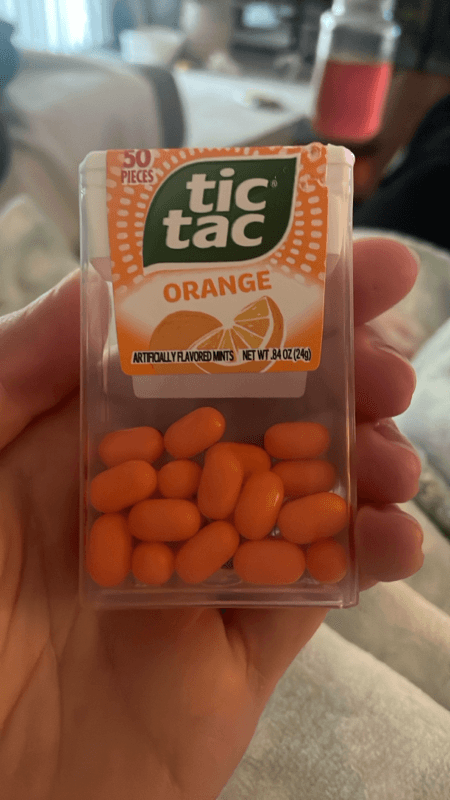 50
PIECES
tic®
tac
ORANGE
ARTIFICIALLY FLAVORED MINTS NET WT .84 OZ (24g)